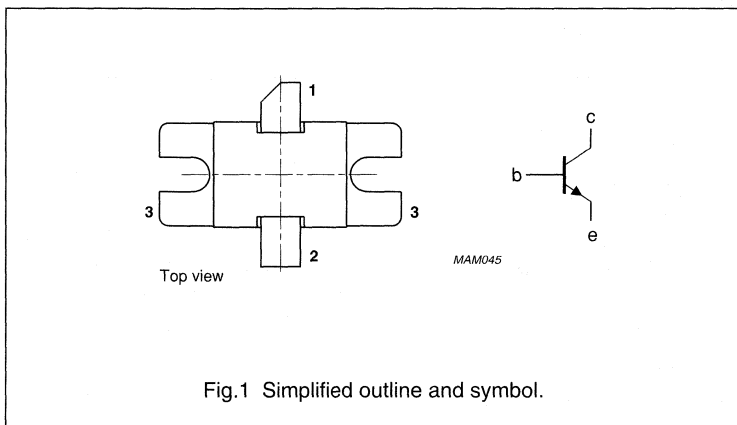 1
c
b
3
3
e
2
MAM045
Top view
Fig.1 Simplified outline and symbol.